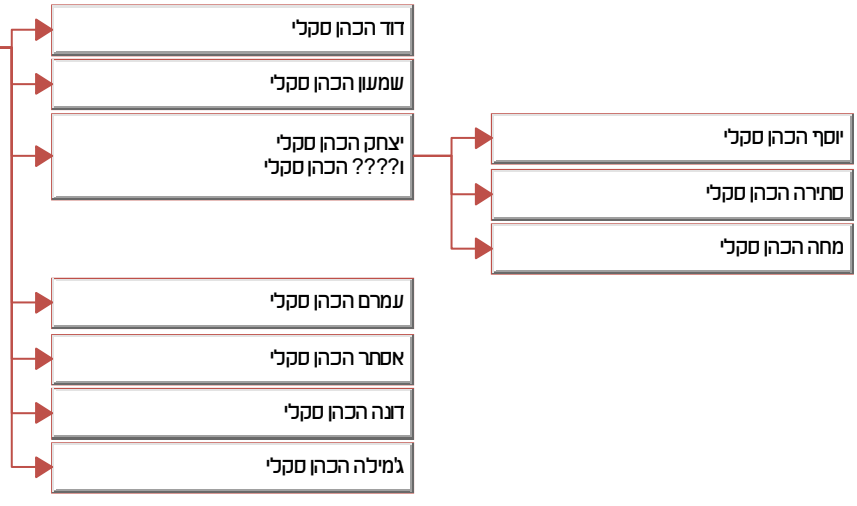 דוד הכהן סקלי
שמעון הכהן סקלי
יצחק הכהן סקלי
ו???? הכהן סקלי
יוסף הכהן סקלי
סתירה הכהן סקלי
מחה הכהן סקלי
עמרם הכהן סקלי
אסתר הכהן סקלי
דונה הכהן סקלי
ג'מילה הכהן סקלי